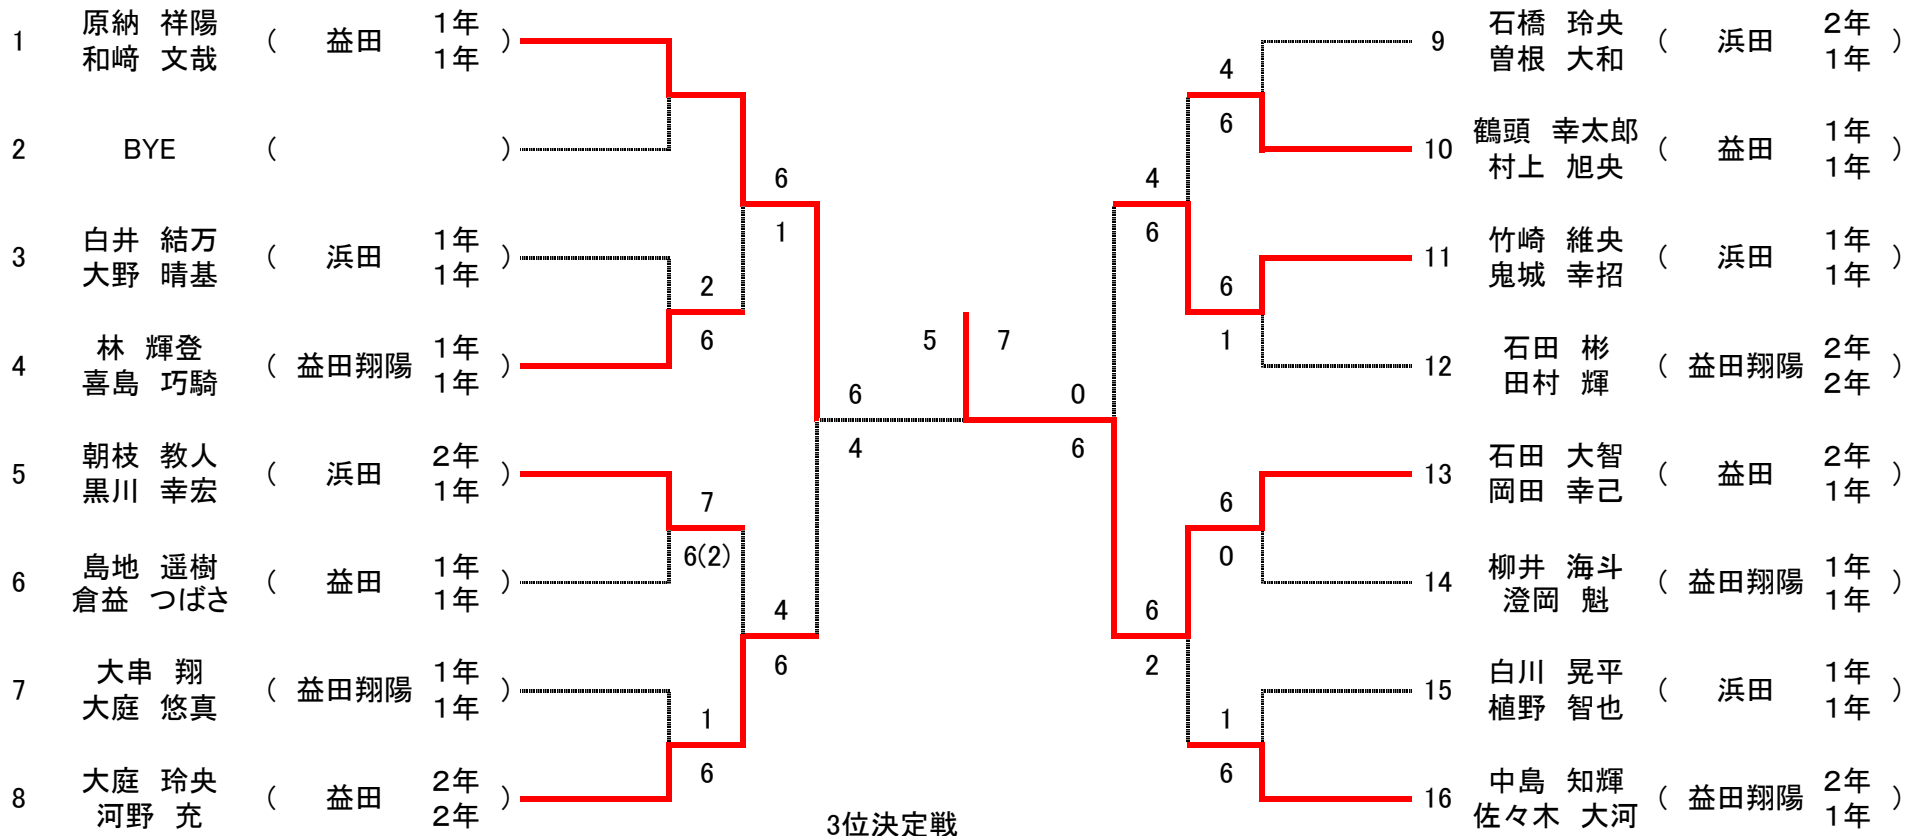 1 原納 祥陽 ( 益田 1年 )
和﨑 文哉 1年
2 BYE ( )
3 白井 結万 ( 浜田 1年 )
大野 晴基 1年
4 林 輝登 ( 益田翔陽 1年 )
喜島 巧騎 1年
5 朝枝 教人 ( 浜田 2年 )
黒川 幸宏 1年
6 島地 遥樹 ( 益田 1年 )
倉益 つばさ 1年
7 大串 翔 ( 益田翔陽 1年 )
大庭 悠真 1年
8 大庭 玲央 ( 益田 2年 )
河野 充 2年
2
6
7
6(2)
1
6
6
1
4
6
6
4
5 7
0
6
4
6
6
2
4
6
6
1
6
0
1
6
9 石橋 玲央 ( 浜田 2年 )
曽根 大和 1年
10 鶴頭 幸太郎 ( 益田 1年 )
村上 旭央 1年
11 竹崎 維央 ( 浜田 1年 )
鬼城 幸招 1年
12 石田 彬 ( 益田翔陽 2年 )
田村 輝 2年
13 石田 大智 ( 益田 2年 )
岡田 幸己 1年
14 柳井 海斗 ( 益田翔陽 1年 )
澄岡 魁 1年
15 白川 晃平 ( 浜田 1年 )
植野 智也 1年
16 中島 知輝 ( 益田翔陽 2年 )
佐々木 大河 1年
3位決定戦